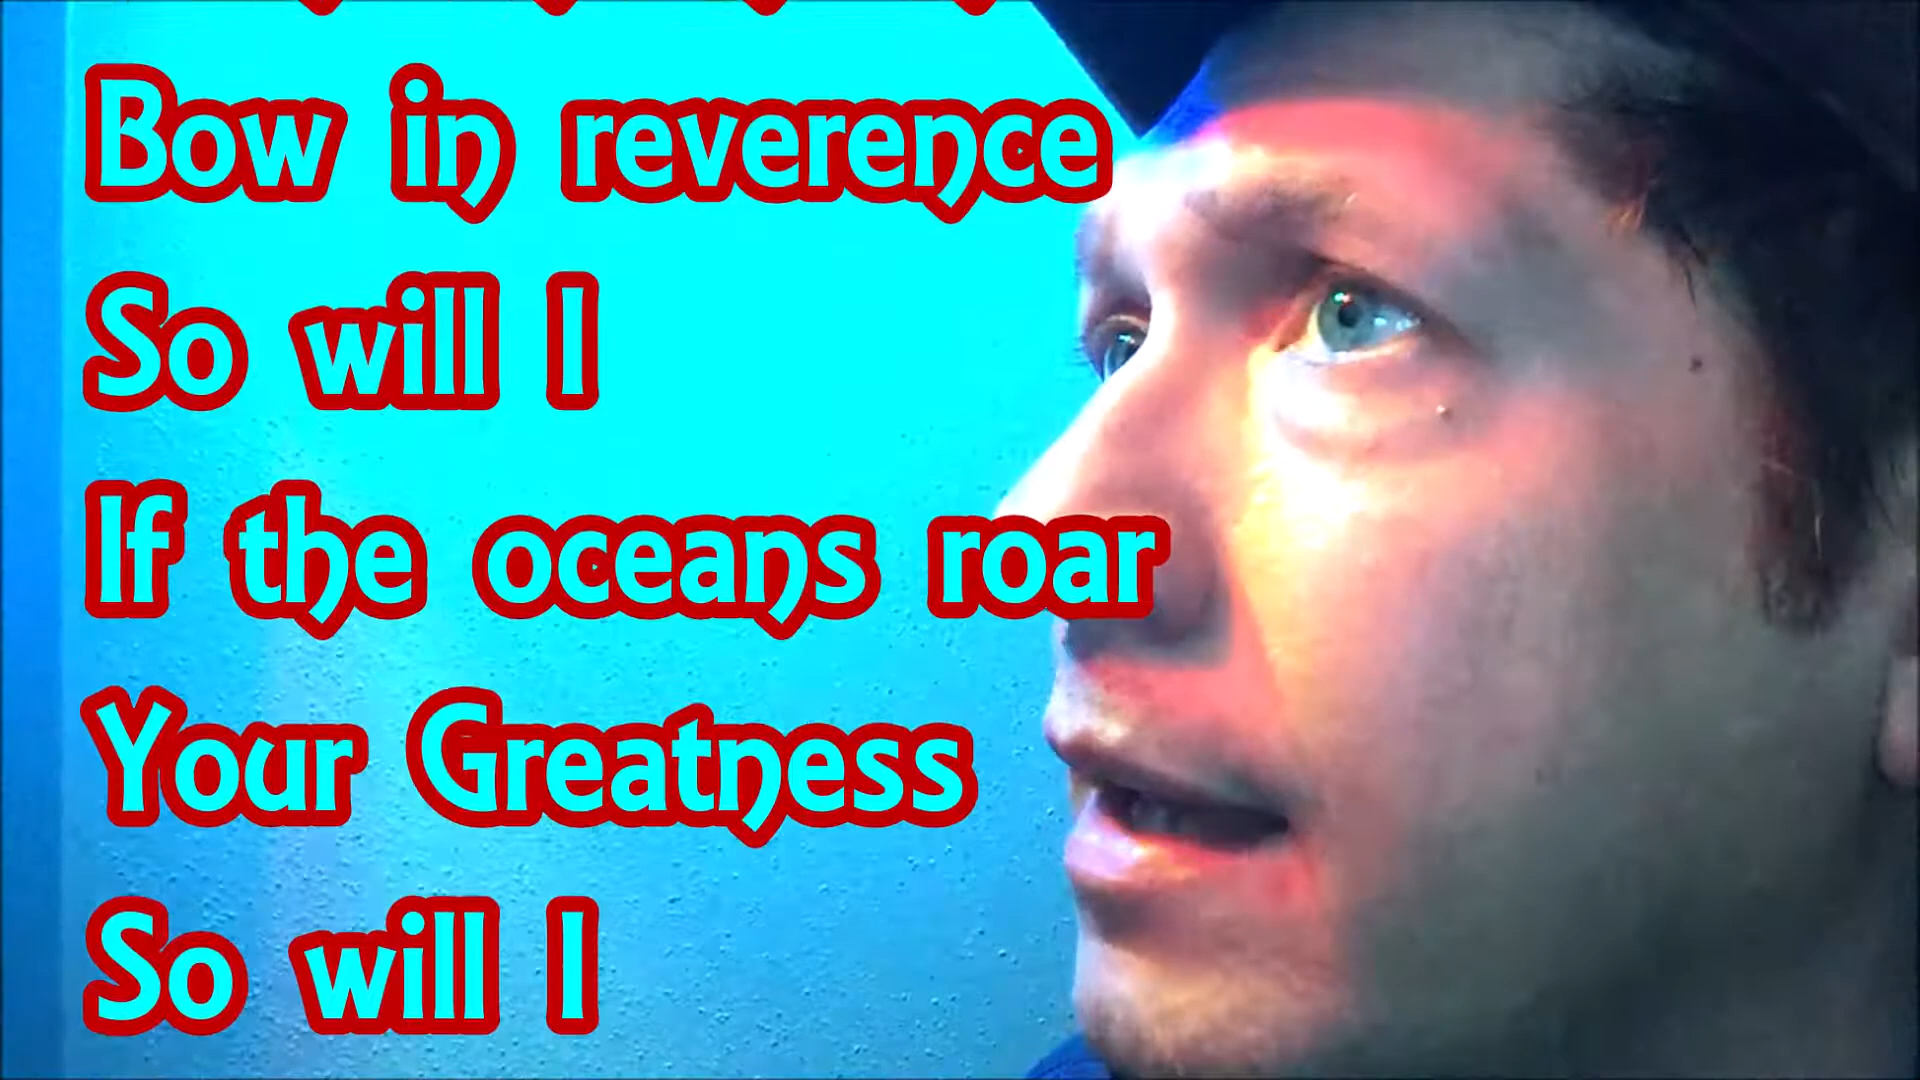 Bow in reverence
So will I
If the oceans roar
Your Greatness
So will I